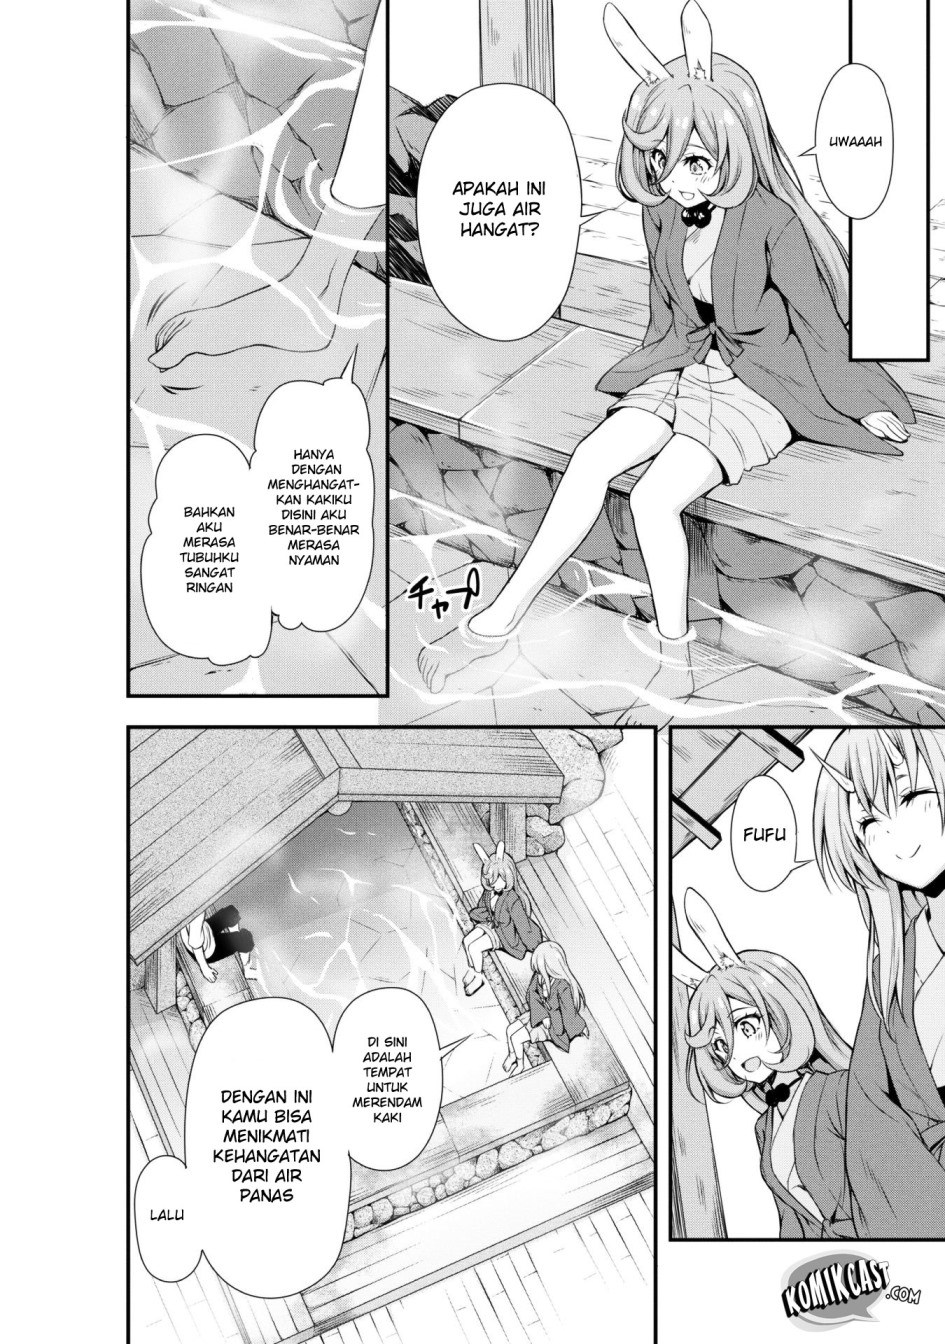 UWAAAH
APAKAH INI
JUGA AIR
HANGAT?
チャプ
HANYA
DENGAN
MENGHANGAT-
KAN KAKIKU
DISINI AKU
BENAR-BENAR
MERASA
NYAMAN
BAHKAN
AKU
MERASA
TUBUHKU
SANGAT
RINGAN
FUFU
DI SINI
ADALAH
TEMPAT
UNTUK
MERENDAM
KAKI
DENGAN INI
KAMU BISA
MENIKMATI
KEHANGATAN
DARI AIR
PANAS
LALU
KOMIKCAST.COM